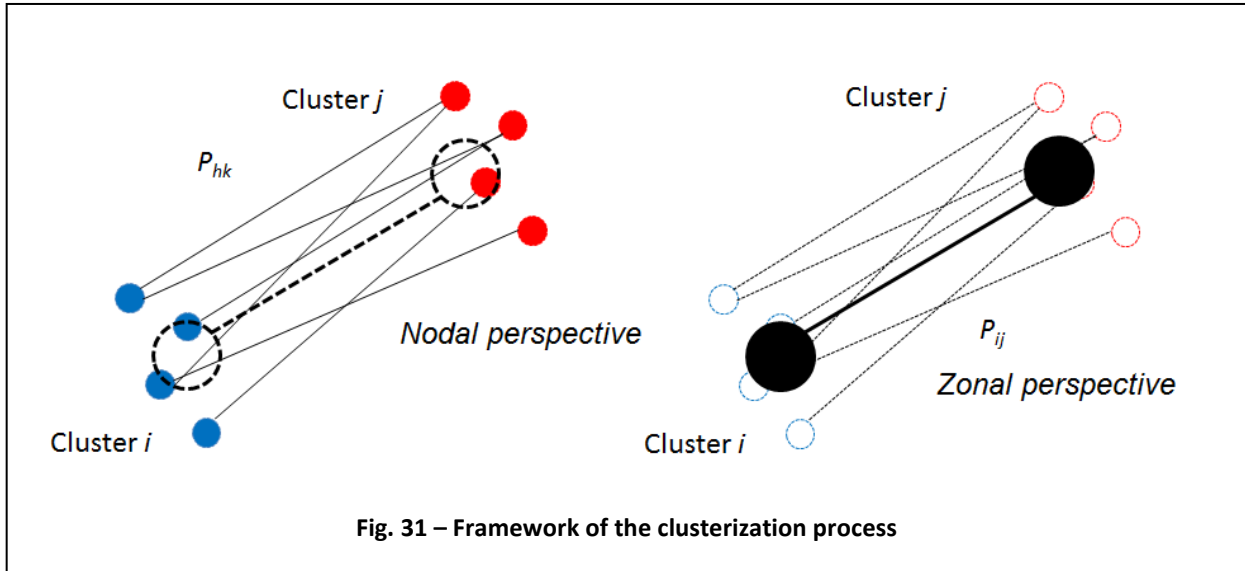 Cluster j
P_hk
Nodal perspective
Cluster i
Cluster j
P_ij
Zonal perspective
Cluster i
Fig. 31 – Framework of the clusterization process